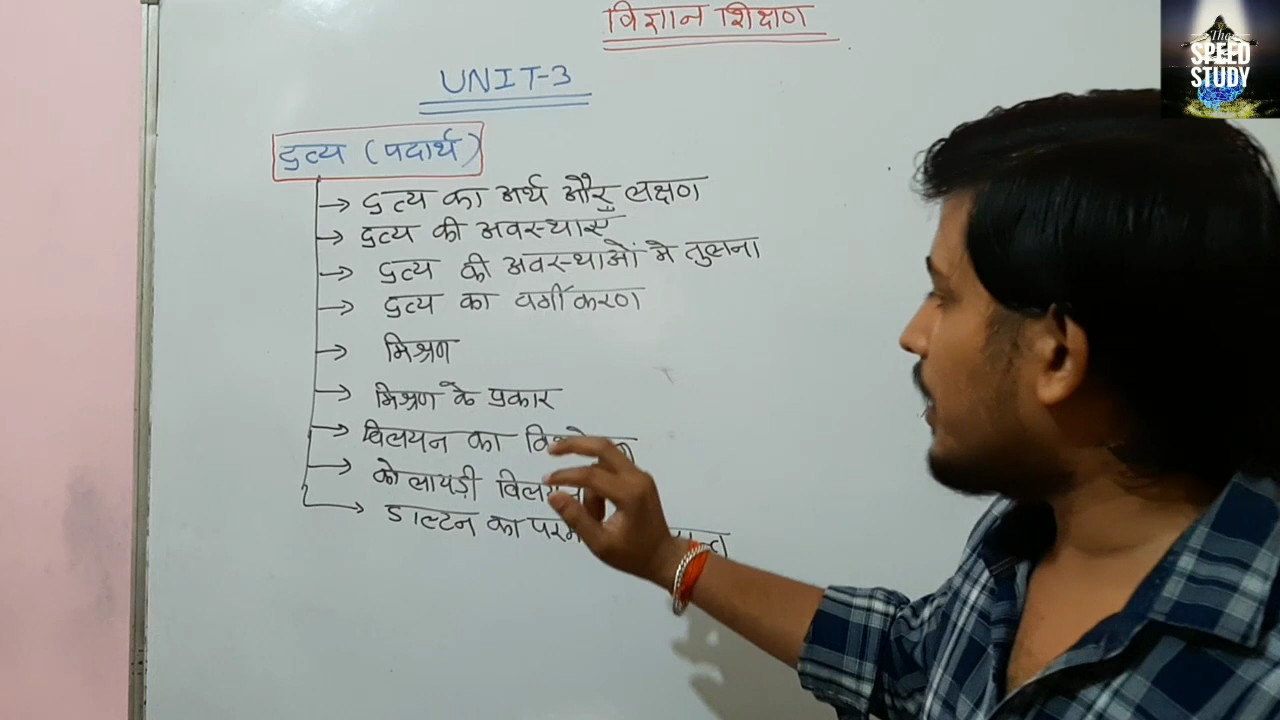 विज्ञान शिक्षण
The
SPEED
STUDY
UNIT-3
द्रव्य (पदार्थ)
→ द्रव्य का अर्थ और लक्षण
→ द्रव्य की अवस्थाए
→ द्रव्य की अवस्थाओं मे तुलना
→ द्रव्य का वर्गीकरण
→ मिश्रण
→ मिश्रण के प्रकार
→ विलयन का
→ कोलायडी विलयन
→ डाल्टन का